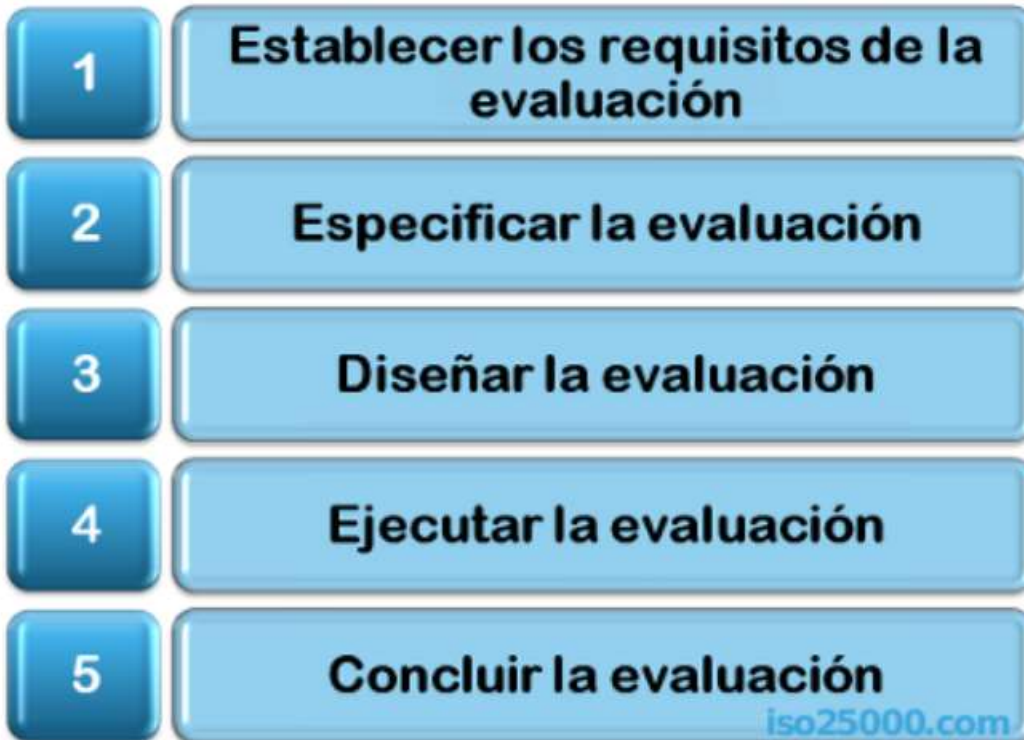 1
Establecer los requisitos de la
evaluación
2
Especificar la evaluación
3
Diseñar la evaluación
4
Ejecutar la evaluación
5
Concluir la evaluación
iso25000.com